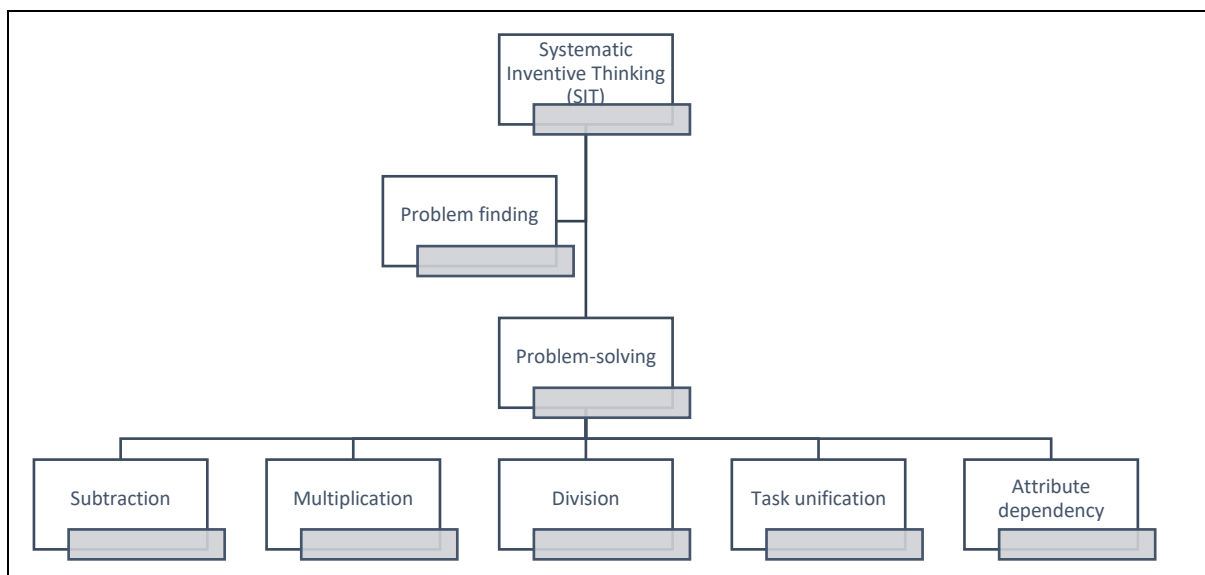 Systematic
Inventive Thinking
(SIT)
Problem finding
Problem-solving
Subtraction
Multiplication
Division
Task unification
Attribute
dependency